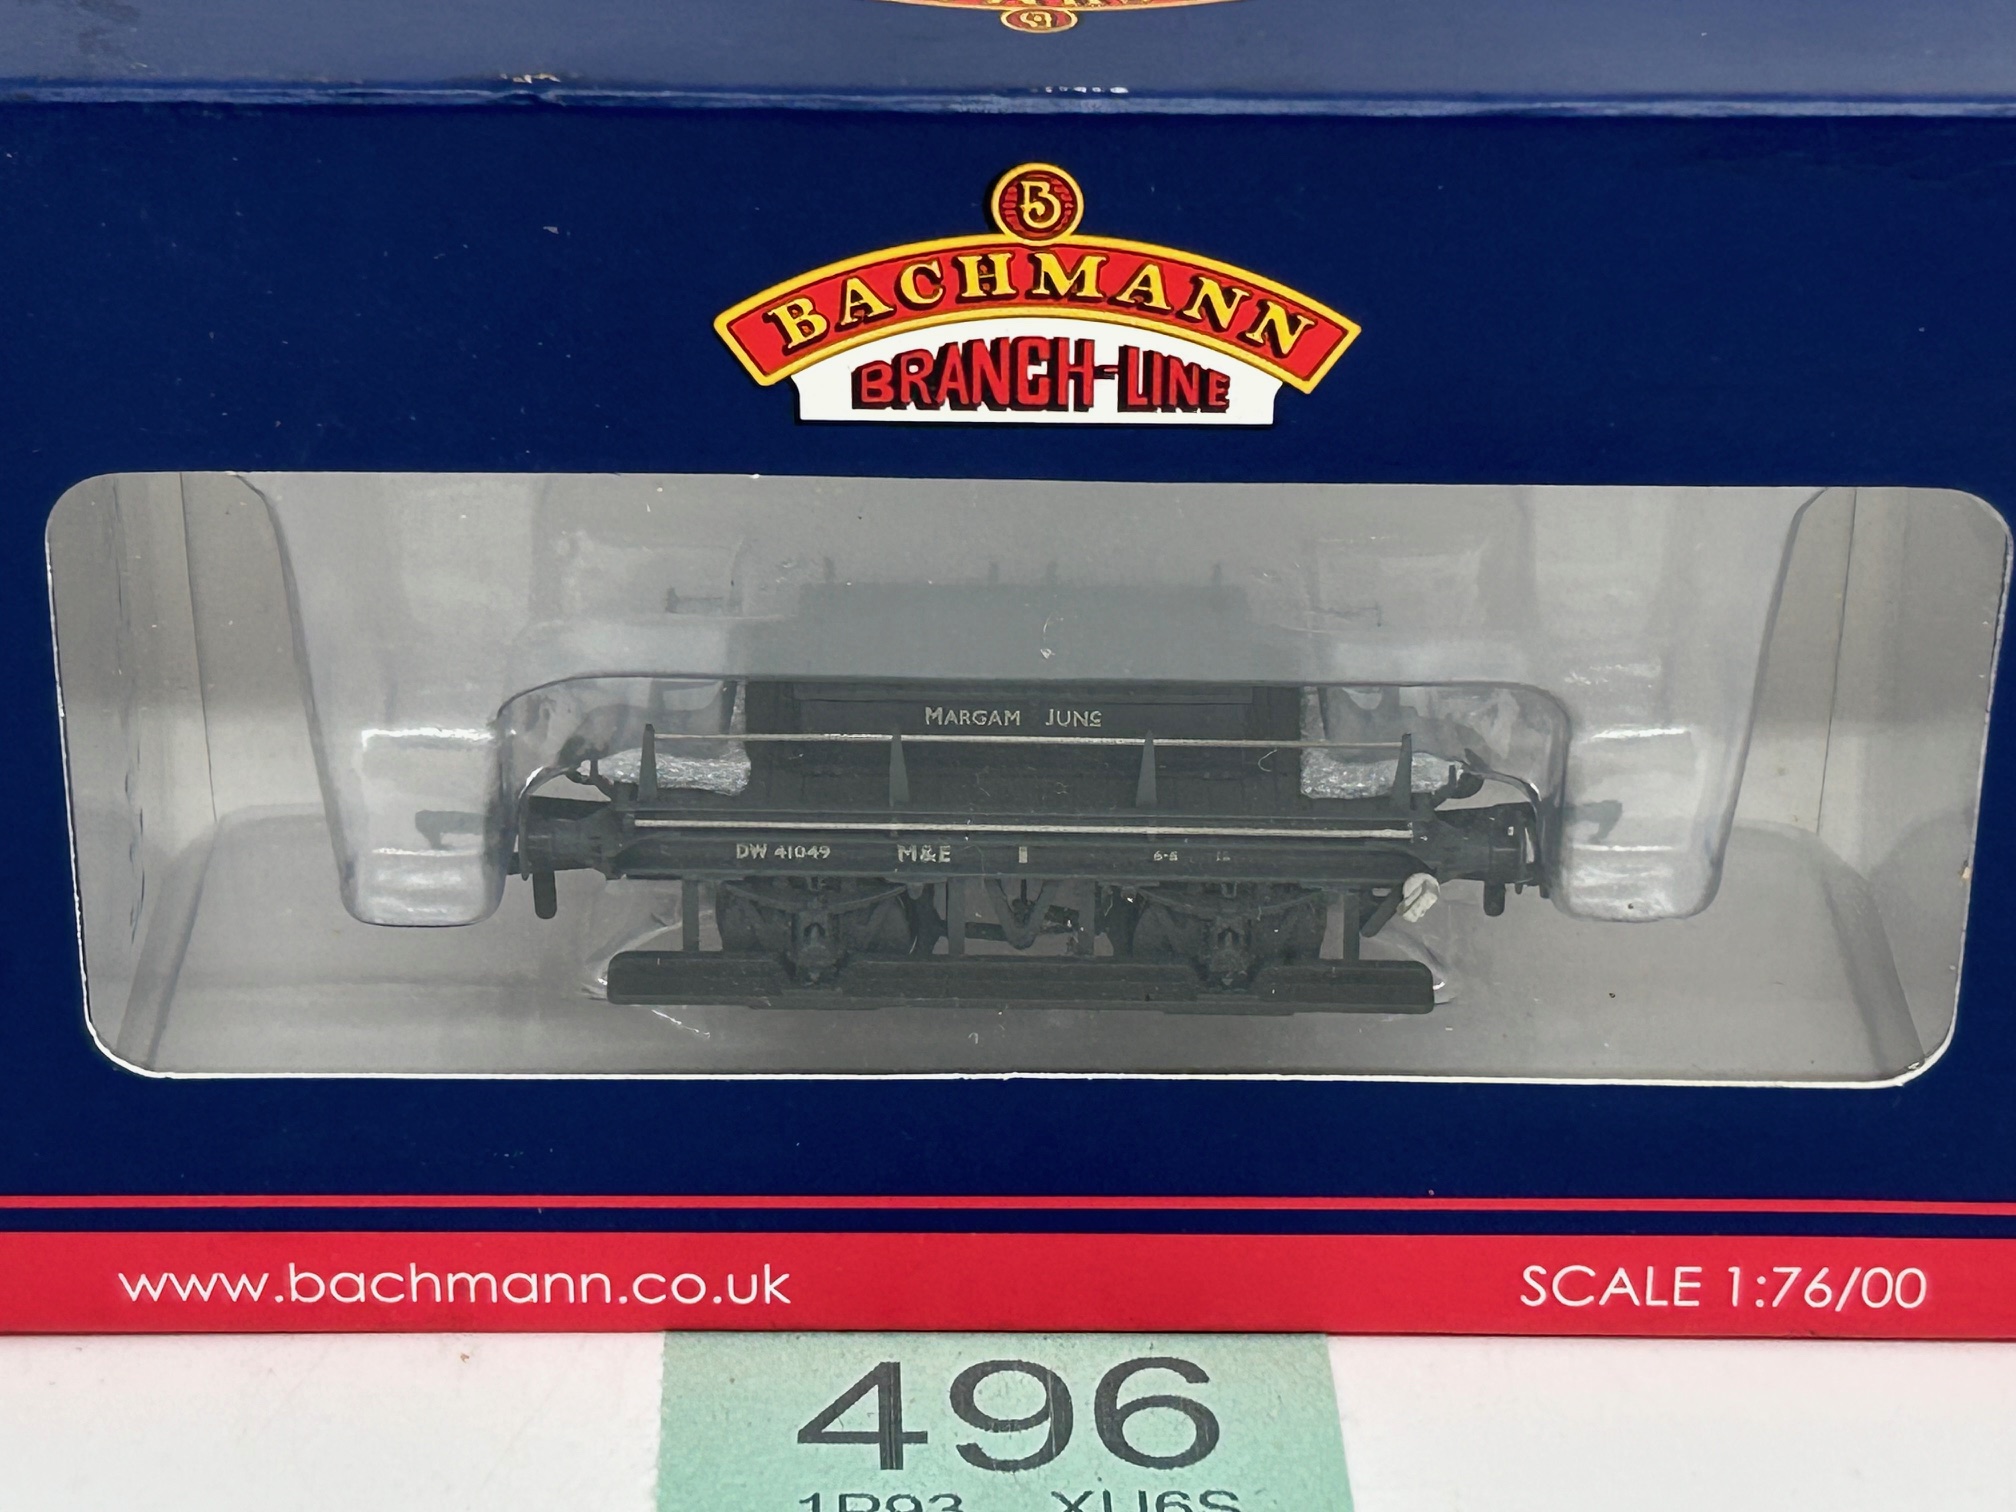 B
BACHMANN
BRANCH-LINE
MARGAM JUNC
DW 41049 M&E
www.bachmann.co.uk
SCALE 1:76/00
496